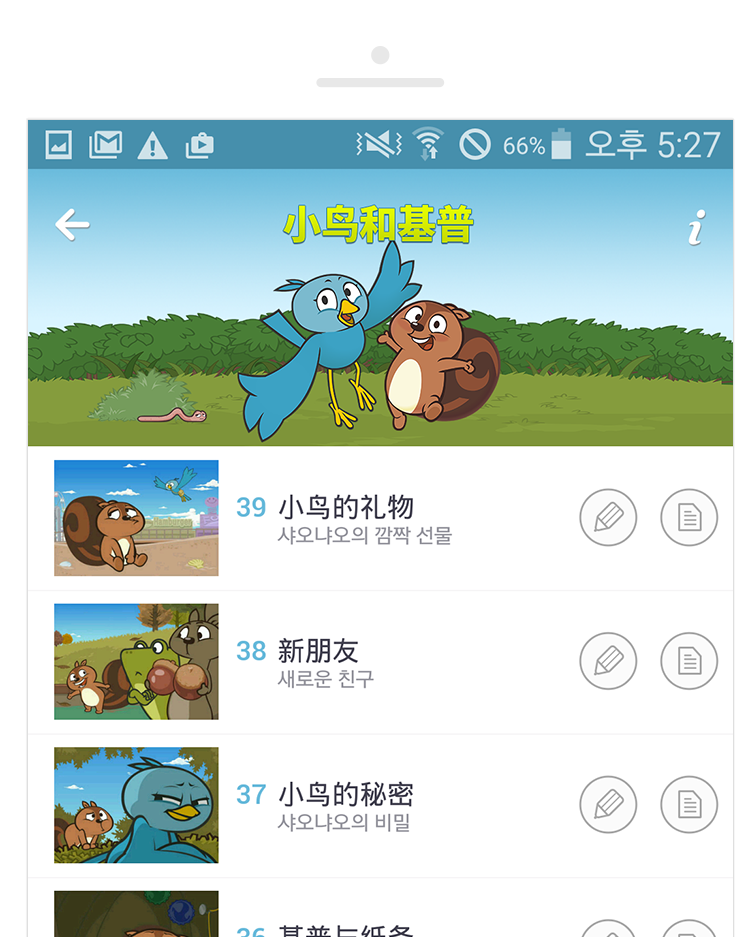 66% 오후 5:27
小鸟和基普
39 小鸟的礼物
샤오냐오의 깜짝 선물
38 新朋友
새로운 친구
37 小鸟的秘密
샤오냐오의 비밀
36 基普与纸条